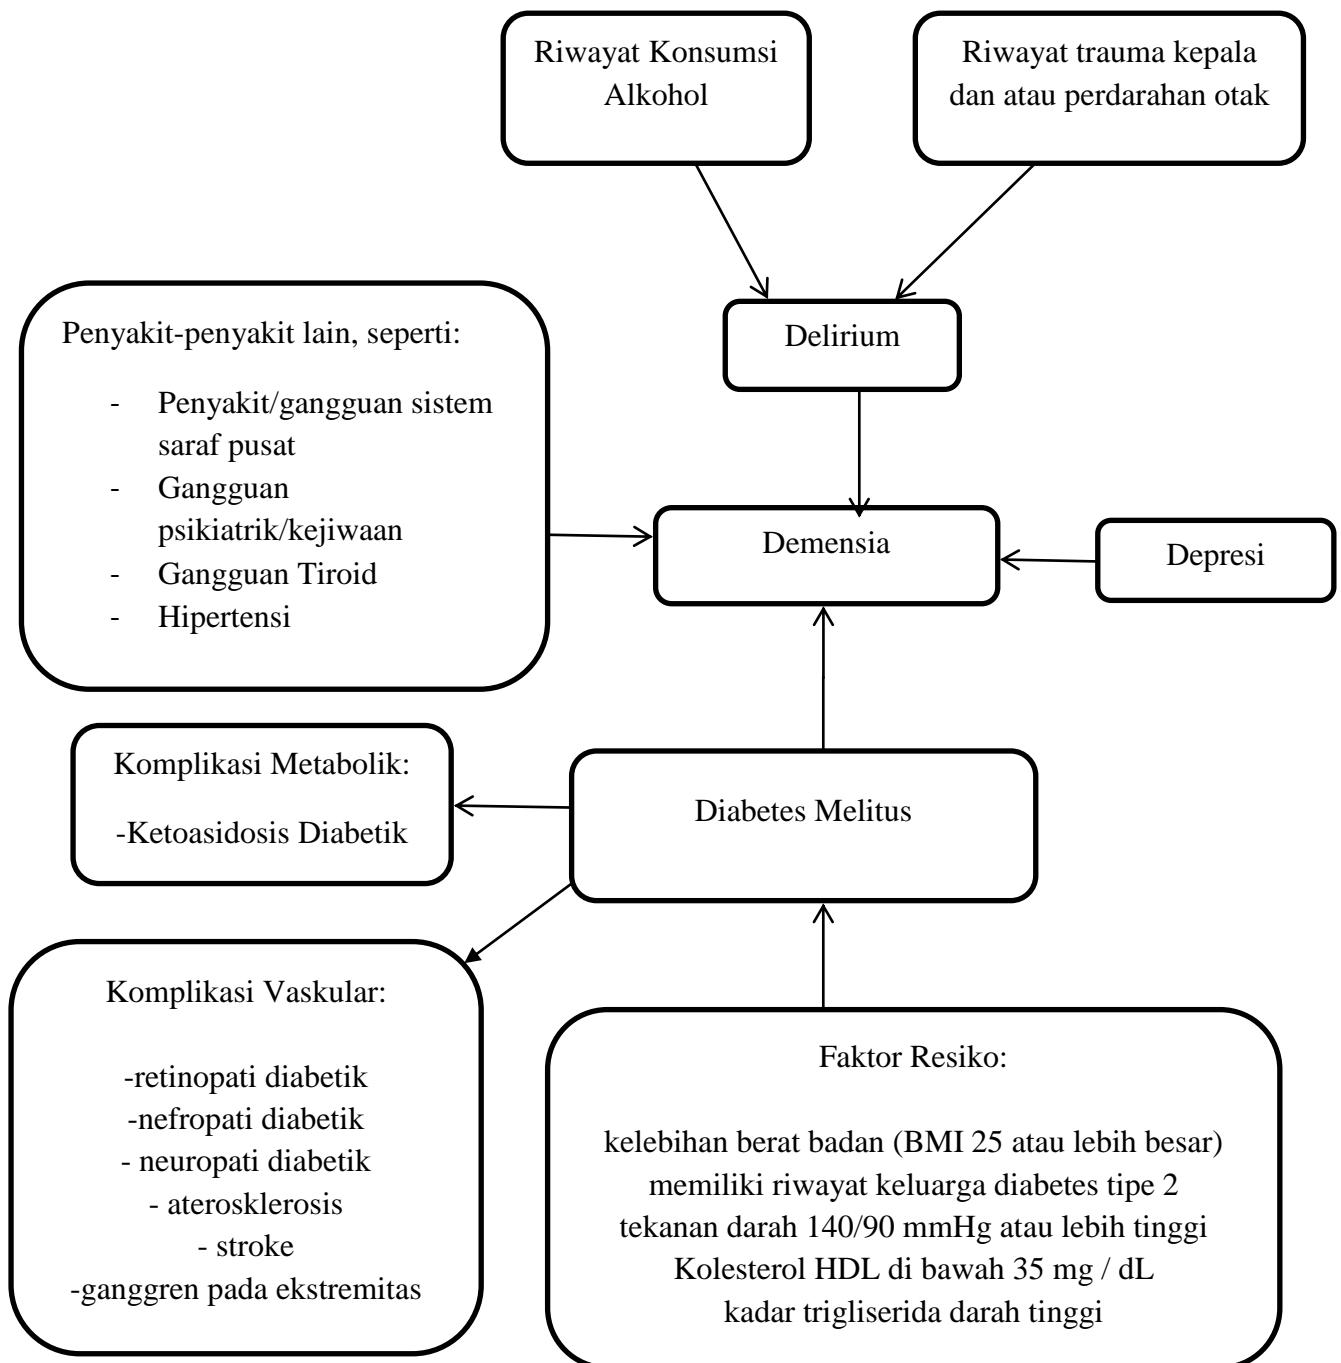 Riwayat Konsumsi
Alkohol
Riwayat trauma kepala
dan atau perdarahan otak
Delirium
Penyakit-penyakit lain, seperti:
- Penyakit/gangguan sistem
saraf pusat
- Gangguan
psikiatrik/kejiwaan
- Gangguan Tiroid
- Hipertensi
Demensia
Depresi
Komplikasi Metabolik:
-Ketoasidosis Diabetik
Diabetes Melitus
Komplikasi Vaskular:
-retinopati diabetik
-nefropati diabetik
- neuropati diabetik
- aterosklerosis
- stroke
-ganggren pada ekstremitas
Faktor Resiko:
kelebihan berat badan (BMI 25 atau lebih besar)
memiliki riwayat keluarga diabetes tipe 2
tekanan darah 140/90 mmHg atau lebih tinggi
Kolesterol HDL di bawah 35 mg / dL
kadar trigliserida darah tinggi